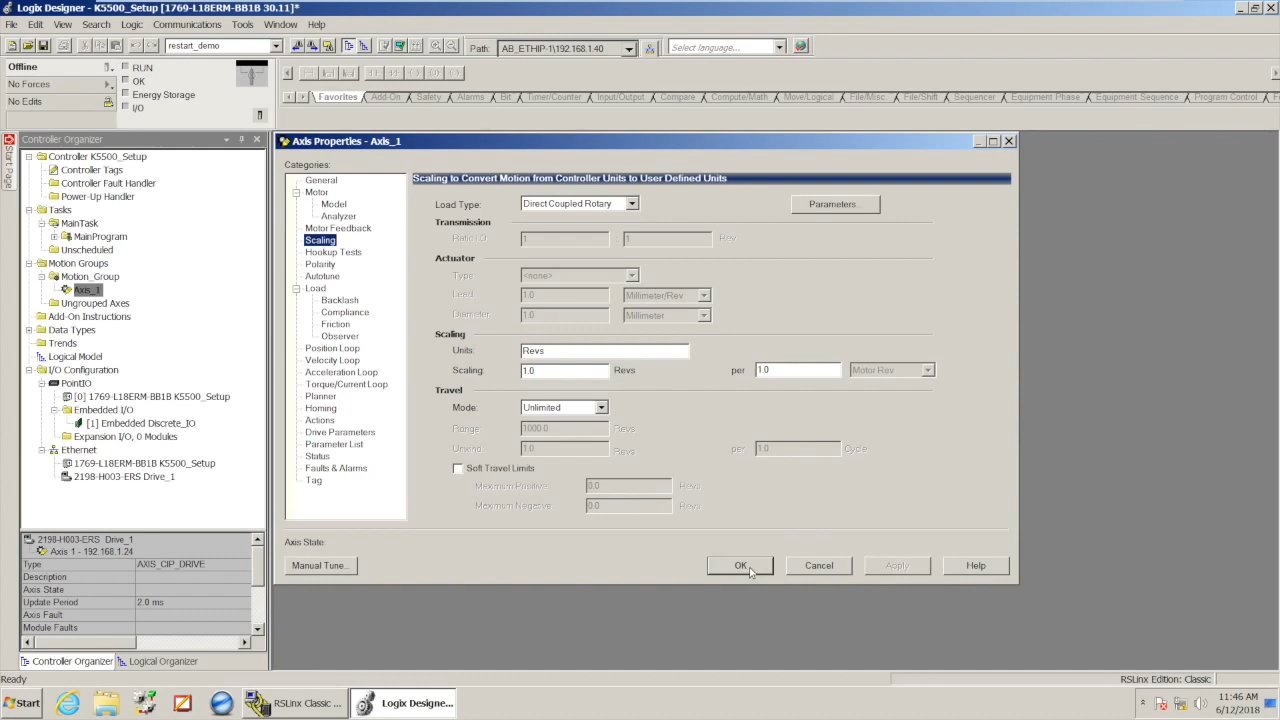 Logix Designer - K5500_Setup [1769-L18ERM-BB1B 30.11]*
File Edit View Search Logic Communications Tools Window Help
restart_demo Path: AB_ETHIP-1\192.168.1.40 Select language...
Offline RUN
No Forces OK
No Edits Energy Storage
I/O
Favorites Add-On Safety Alarms Bit Timer/Counter Input/Output Compare Compute/Math Move/Logical File/Misc. File/Shift Sequencer Equipment Phase Equipment Sequence Program Control
Start Page
Controller Organizer
Controller K5500_Setup
Controller Tags
Controller Fault Handler
Power-Up Handler
Tasks
MainTask
MainProgram
Unscheduled
Motion Groups
Motion_Group
Axis_1
Ungrouped Axes
Add-On Instructions
Data Types
Trends
Logical Model
I/O Configuration
PointIO
[0] 1769-L18ERM-BB1B K5500_Setup
Embedded I/O
[1] Embedded Discrete_IO
Expansion I/O, 0 Modules
Ethernet
1769-L18ERM-BB1B K5500_Setup
2198-H003-ERS Drive_1
2198-H003-ERS Drive_1
Axis 1 - 192.168.1.24
Type AXIS_CIP_DRIVE
Description
Axis State
Update Period 2.0 ms
Axis Fault
Module Faults
Controller Organizer Logical Organizer
Axis Properties - Axis_1
Categories:
General
Motor
Model
Analyzer
Motor Feedback
Scaling
Hookup Tests
Polarity
Autotune
Load
Backlash
Compliance
Friction
Observer
Position Loop
Velocity Loop
Acceleration Loop
Torque/Current Loop
Planner
Homing
Actions
Drive Parameters
Parameter List
Status
Faults & Alarms
Tag
Scaling to Convert Motion from Controller Units to User Defined Units
Load Type: Direct Coupled Rotary Parameters...
Transmission
Ratio I:O: 1 1 Rev
Actuator
Type: <none>
Lead: 1.0 Millimeter/Rev
Diameter: 1.0 Millimeter
Scaling
Units: Revs
Scaling: 1.0 Revs per 1.0 Motor Rev
Travel
Mode: Unlimited
Range: 1000.0 Revs
Unwind: 1.0 Revs per 1.0 Cycle
Soft Travel Limits
Maximum Positive: 0.0 Revs
Maximum Negative: 0.0 Revs
Axis State:
Manual Tune... OK Cancel Apply Help
Ready RSLinx Edition: Classic
Start RSLinx Classic ... Logix Designe... 11:46 AM
6/12/2018